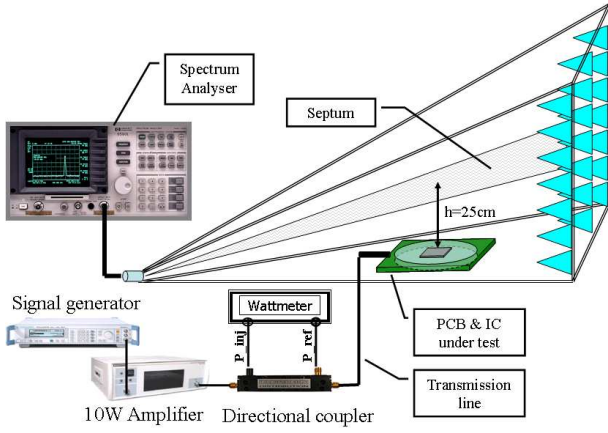 Spectrum
Analyser
Septum
h=25cm
Signal generator
Wattmeter
P_inj
P_ref
PCB & IC
under test
10W Amplifier
Directional coupler
Transmission
line